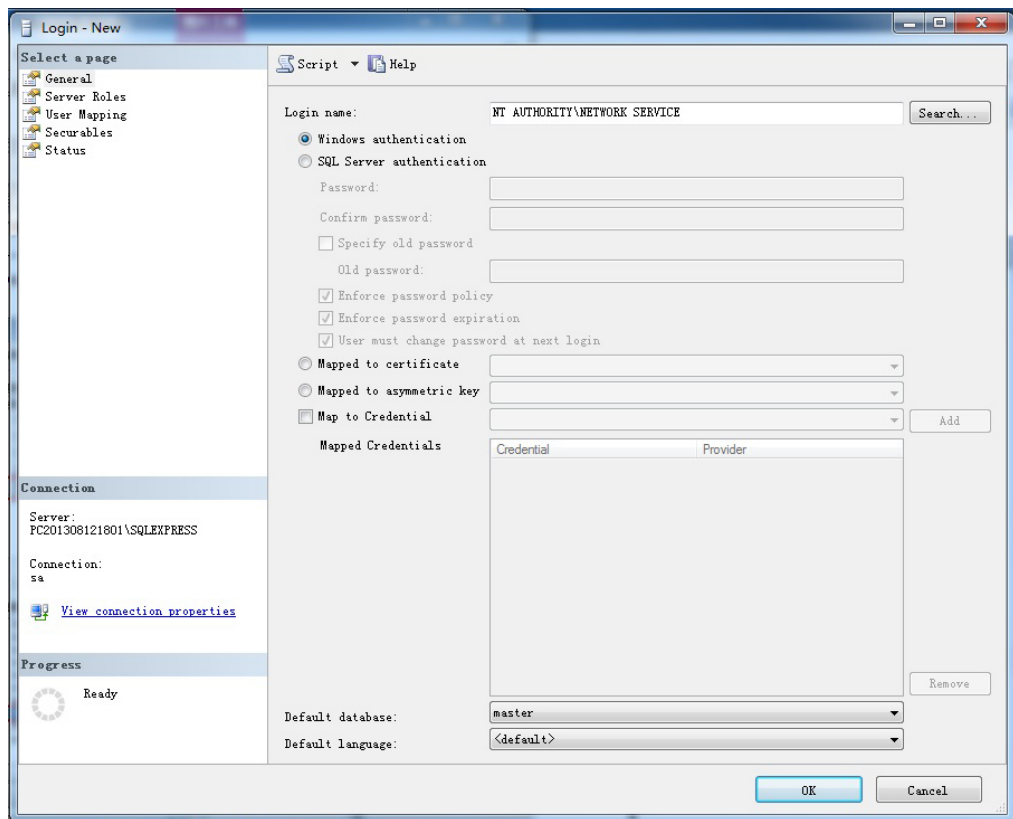 Login - New
Select a page
General
Server Roles
User Mapping
Securables
Status
Script
Help
Login name:
NT AUTHORITY\NETWORK SERVICE
Search...
Windows authentication
SQL Server authentication
Password:
Confirm password:
Specify old password
Old password:
Enforce password policy
Enforce password expiration
User must change password at next login
Mapped to certificate
Mapped to asymmetric key
Map to Credential
Add
Mapped Credentials
Credential
Provider
Remove
Default database:
master
Default language:
<default>
Connection
Server:
PC201308121801\SQLEXPRESS
Connection:
sa
View connection properties
Progress
Ready
OK
Cancel